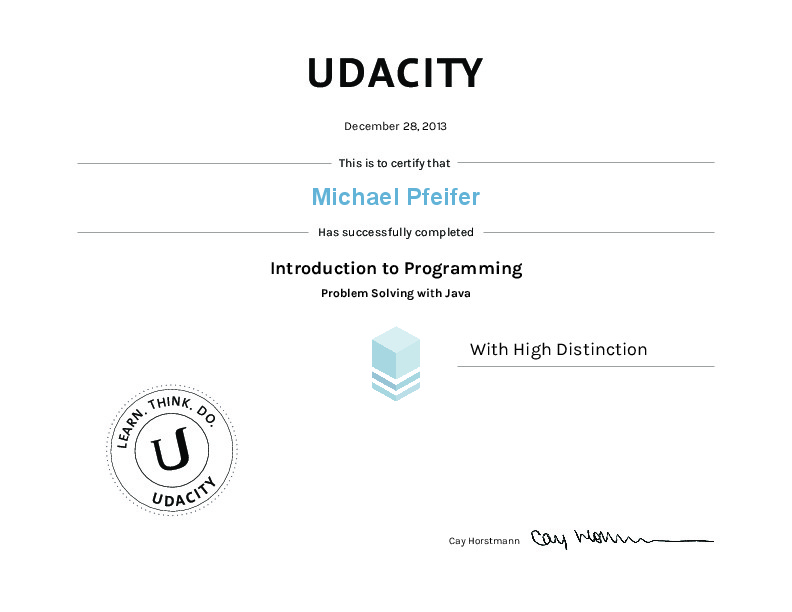 UDACITY
December 28, 2013
This is to certify that
Michael Pfeifer
Has successfully completed
Introduction to Programming
Problem Solving with Java
With High Distinction
LEARN. THINK. DO.
U
UDACITY
Cay Horstmann Cay Horn